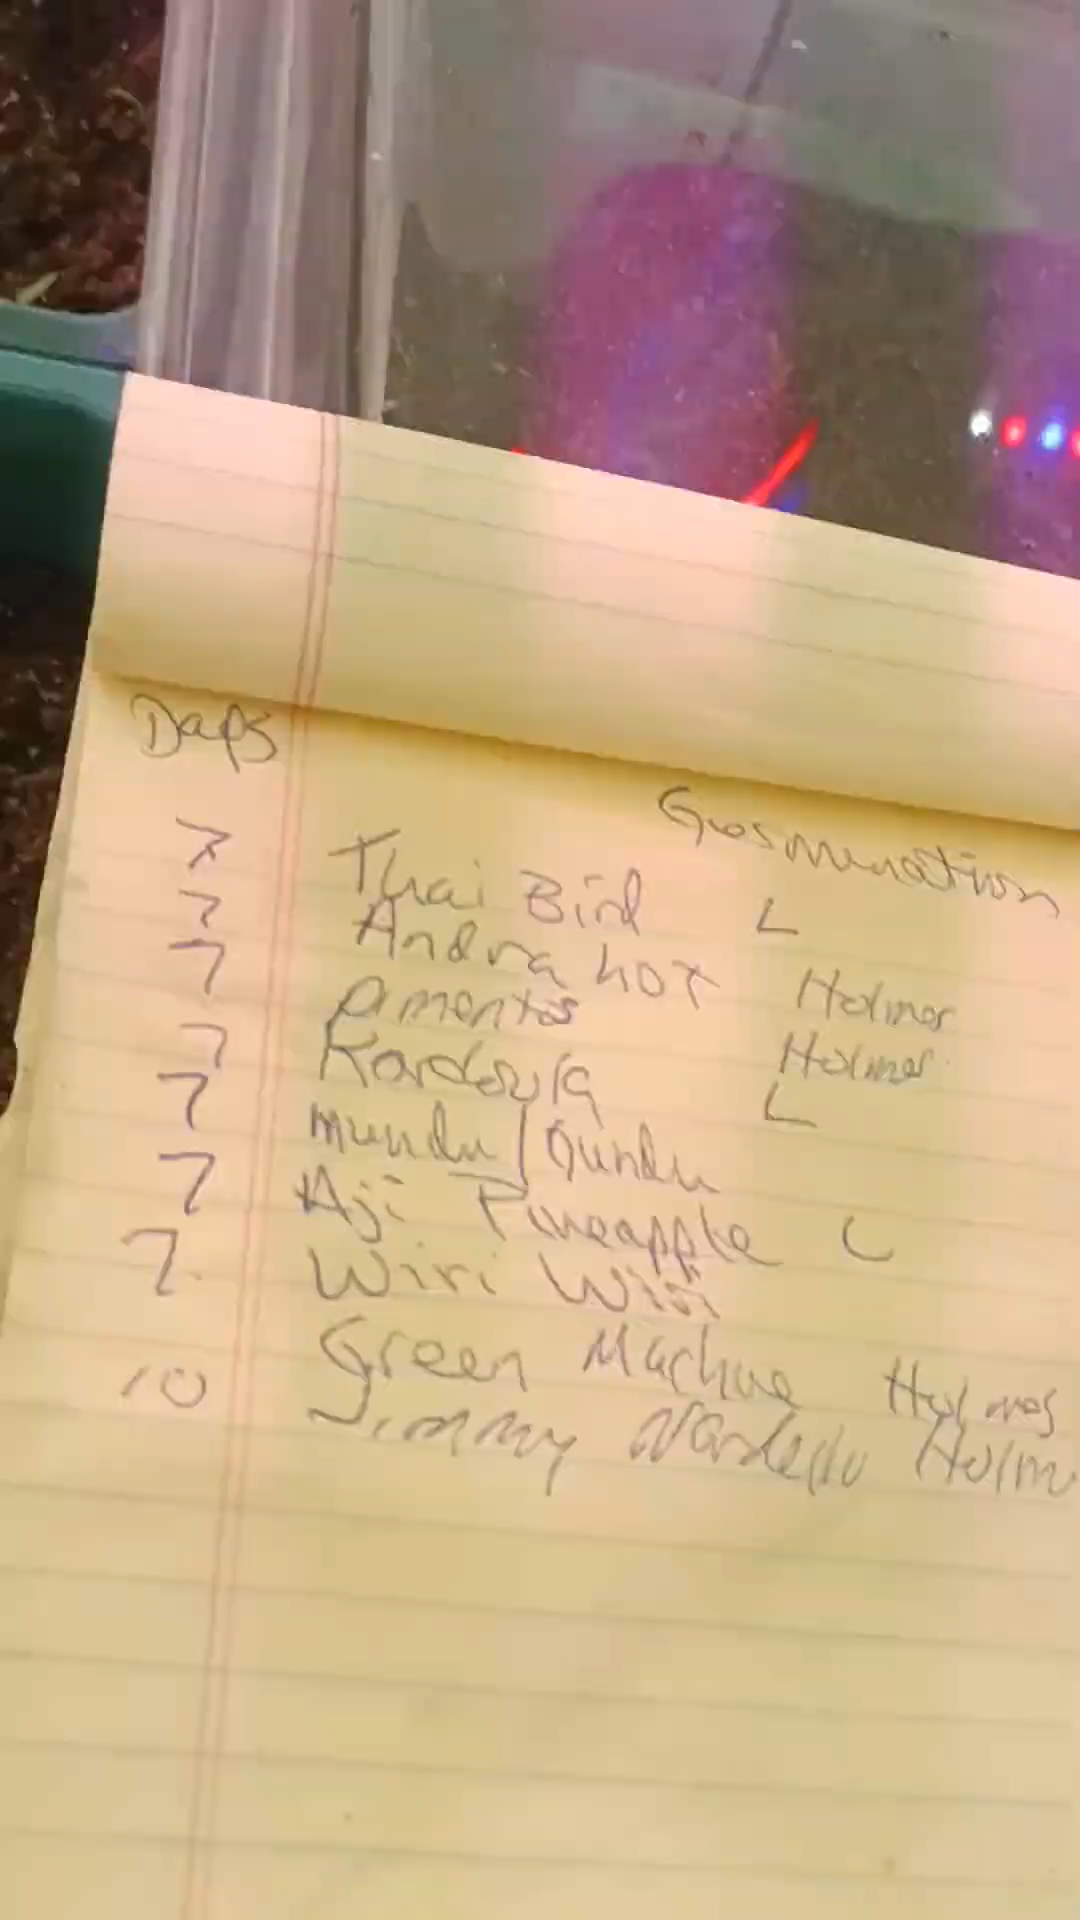 Days Germination
7 Thai Bird L
7 Andra hot Holmes
7 Pimentos Holmes
7 Kardoula L
7 Mundu / Gundu
7 Aji Pineapple L
7 Wiri Wiri
Green Machine Holmes
10 Jimmy Nardello Holm